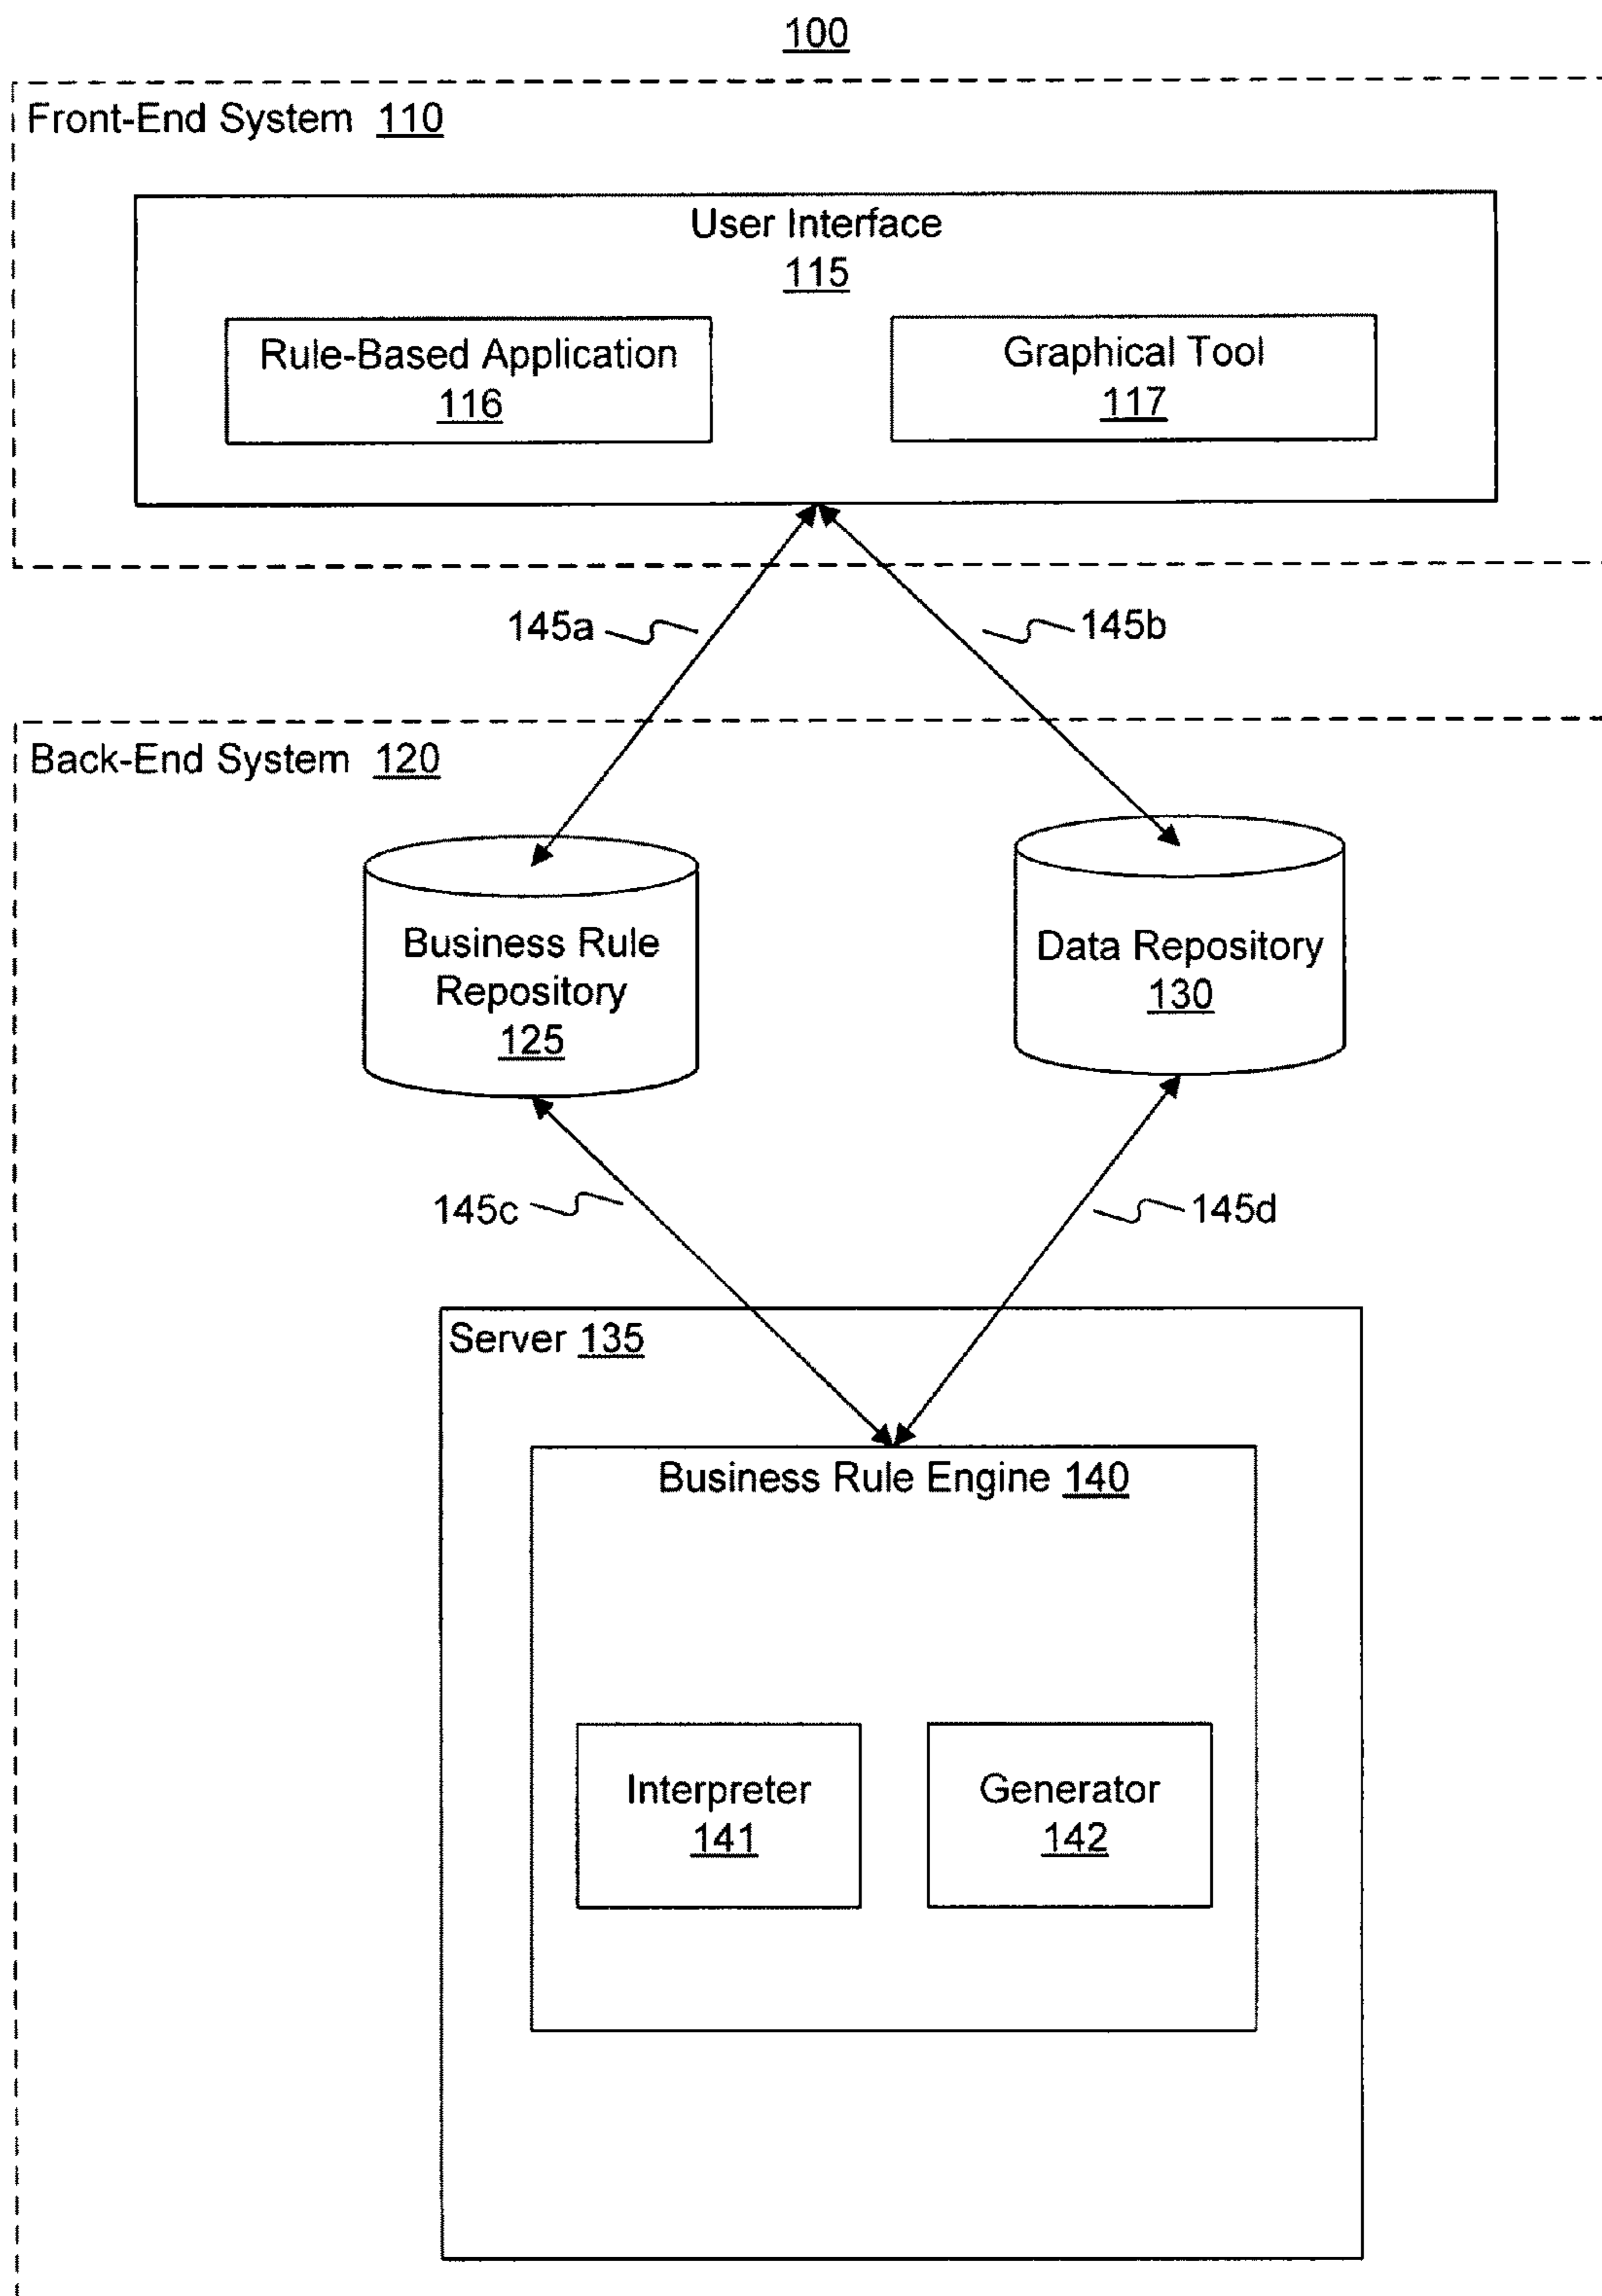 100
Front-End System 110
User Interface
115
Rule-Based Application
116
Graphical Tool
117
145a
145b
Back-End System 120
Business Rule
Repository
125
Data Repository
130
145c
145d
Server 135
Business Rule Engine 140
Interpreter
141
Generator
142